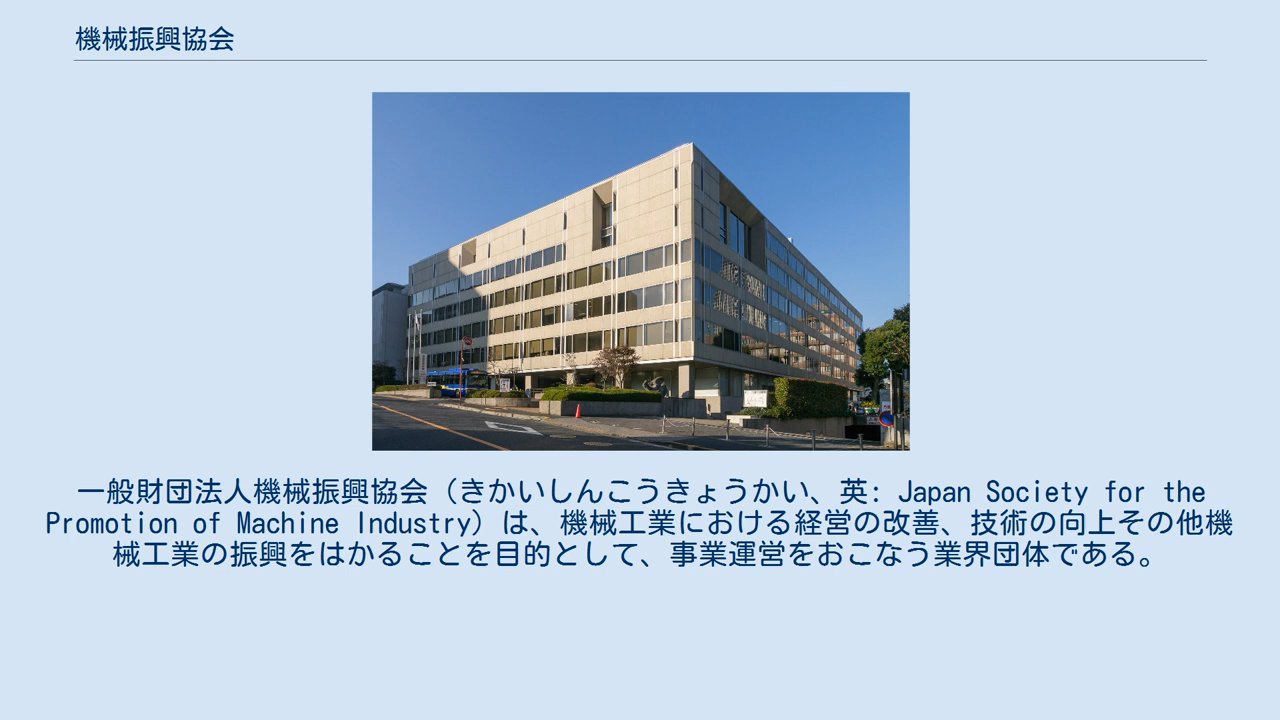 機械振興協会
一般財団法人機械振興協会（きかいしんこうきょうかい、英: Japan Society for the
Promotion of Machine Industry）は、機械工業における経営の改善、技術の向上その他機
械工業の振興をはかることを目的として、事業運営をおこなう業界団体である。